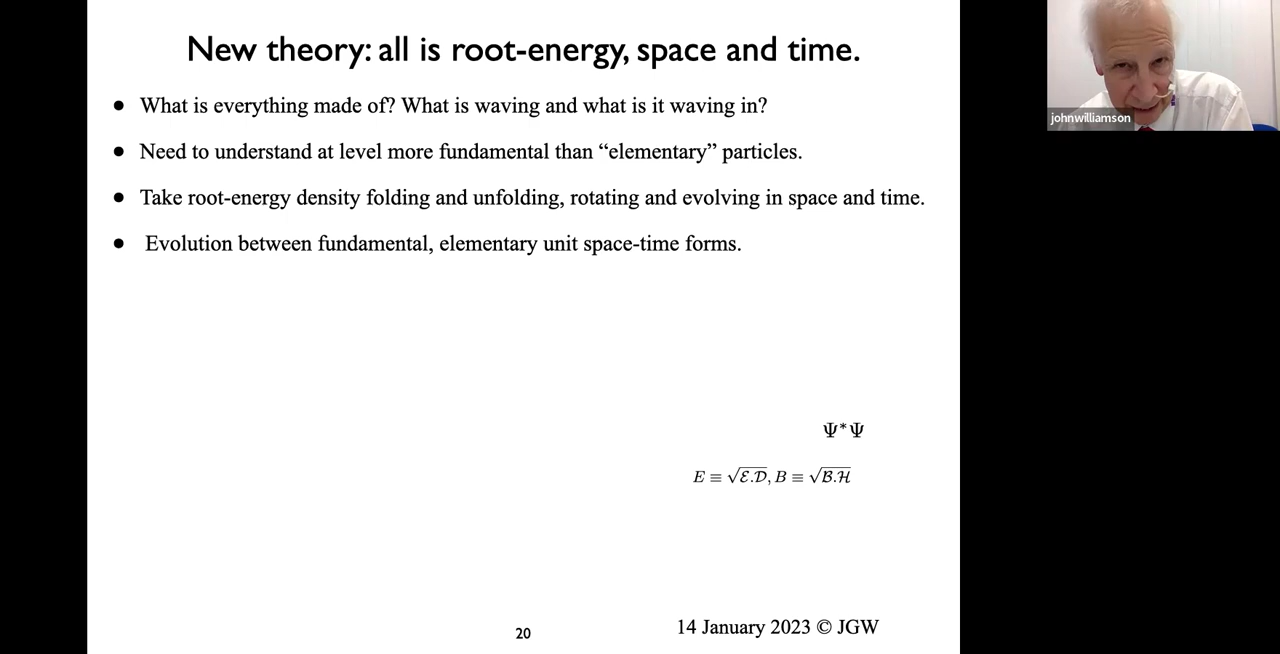 New theory: all is root-energy, space and time.
johnwilliamson
• What is everything made of? What is waving and what is it waving in?
• Need to understand at level more fundamental than “elementary” particles.
• Take root-energy density folding and unfolding, rotating and evolving in space and time.
• Evolution between fundamental, elementary unit space-time forms.
Ψ*Ψ
E ≡ √ℰ.𝒟, B ≡ √ℬ.ℋ
20
14 January 2023 © JGW